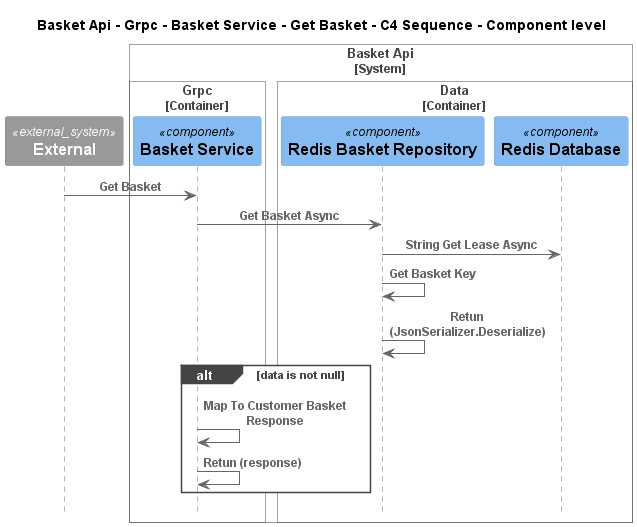 Basket Api - Grpc - Basket Service - Get Basket - C4 Sequence - Component level
Basket Api
[System]
Grpc
[Container]
Data
[Container]
«external_system»
External
«component»
Basket Service
«component»
Redis Basket Repository
«component»
Redis Database
Get Basket
Get Basket Async
String Get Lease Async
Get Basket Key
Retun
(JsonSerializer.Deserialize)
alt
[data is not null]
Map To Customer Basket
Response
Retun (response)